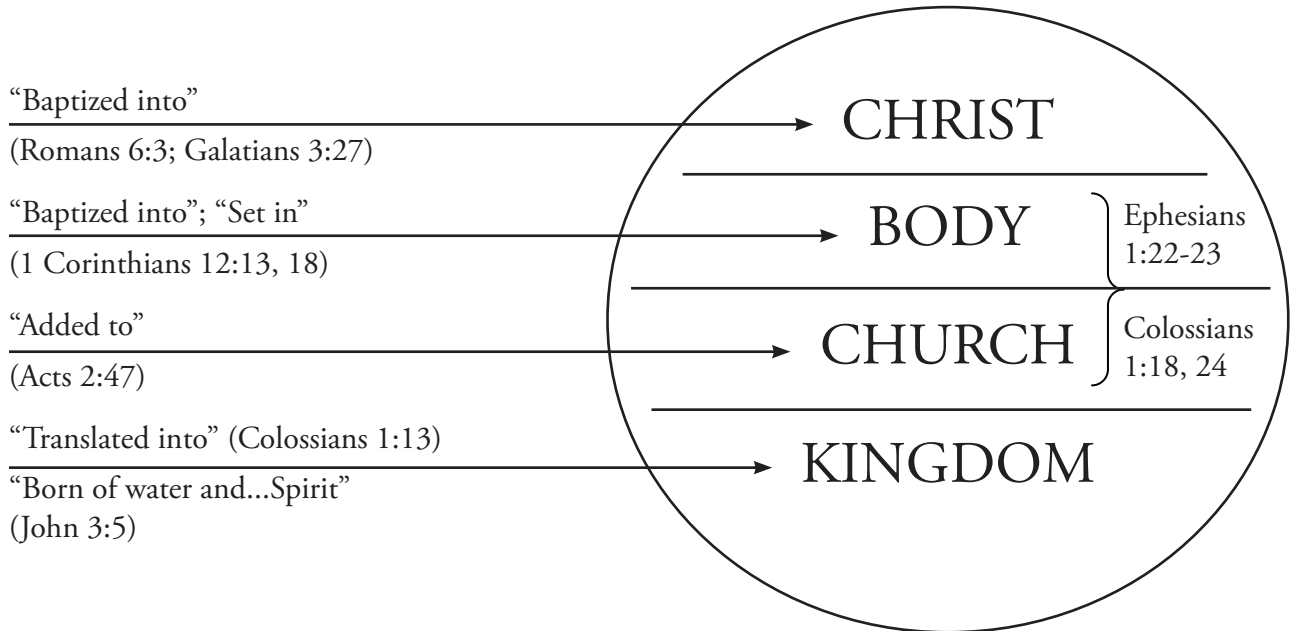 “Baptized into”
(Romans 6:3; Galatians 3:27)
CHRIST
“Baptized into”; “Set in”
(1 Corinthians 12:13, 18)
BODY
Ephesians
1:22-23
“Added to”
(Acts 2:47)
CHURCH
Colossians
1:18, 24
“Translated into” (Colossians 1:13)
“Born of water and...Spirit”
(John 3:5)
KINGDOM